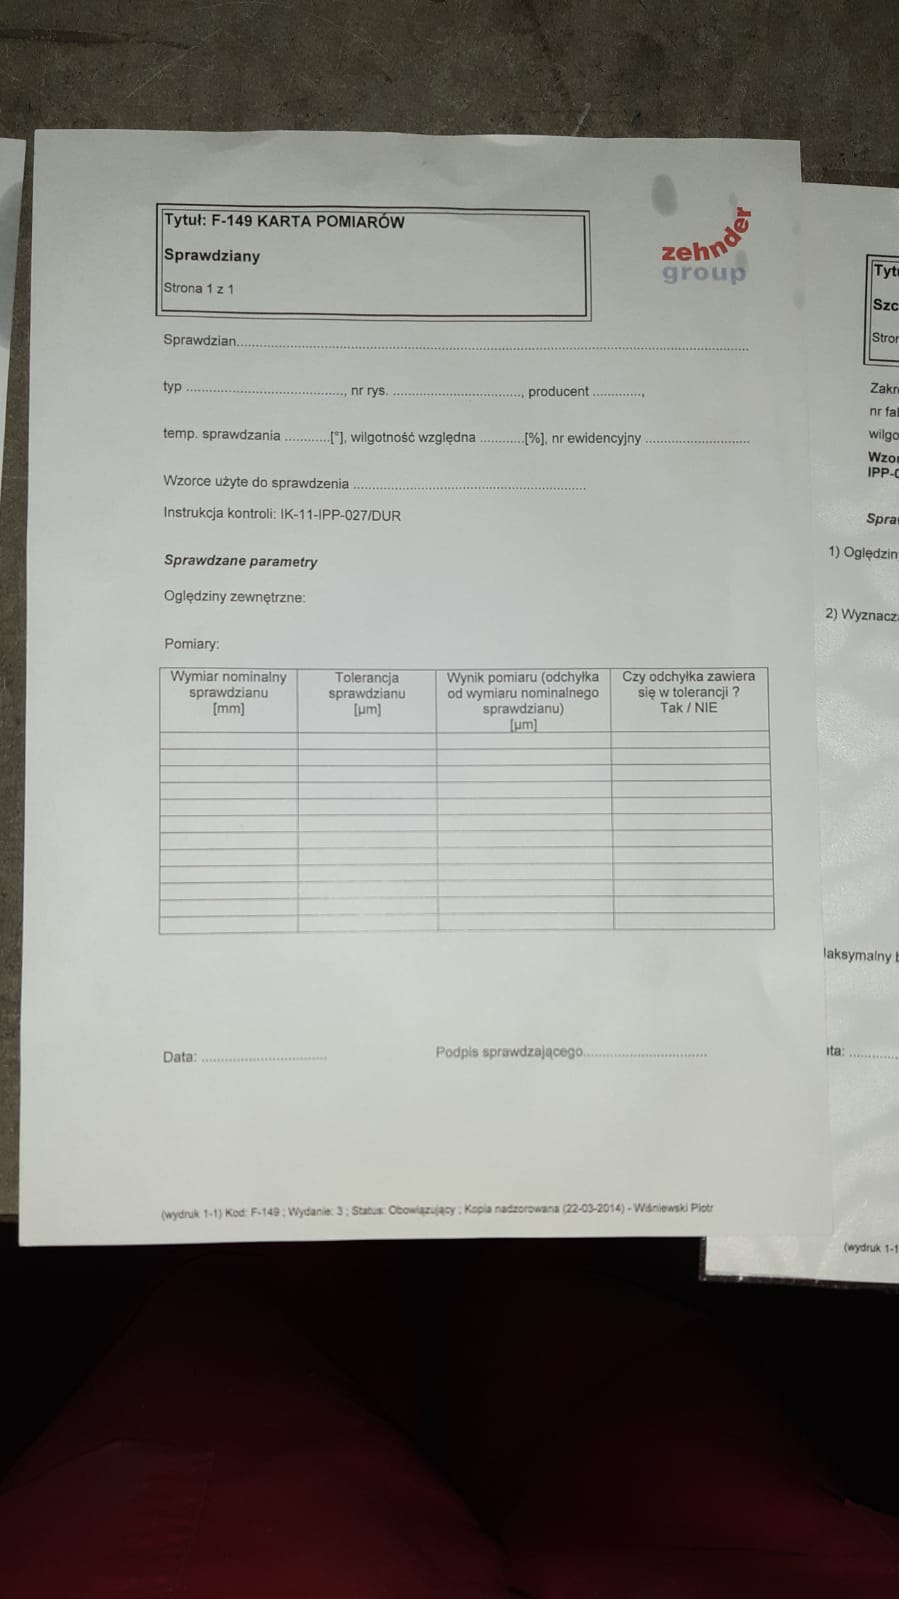 Tytuł: F-149 KARTA POMIARÓW
Sprawdziany
Strona 1 z 1
zehnder
group
Sprawdzian..............................................................
typ ........................................, nr rys. ................................., producent .............,
temp. sprawdzania ............[°], wilgotność względna ...........[%], nr ewidencyjny ...........................
Wzorce użyte do sprawdzenia ............................................................
Instrukcja kontroli: IK-11-IPP-027/DUR
Sprawdzane parametry
Oględziny zewnętrzne:
Pomiary:
Wymiar nominalny sprawdzianu [mm]
Tolerancja sprawdzianu [µm]
Wynik pomiaru (odchyłka od wymiaru nominalnego sprawdzianu) [µm]
Czy odchyłka zawiera się w tolerancji ? Tak / NIE
Data: ................................
Podpis sprawdzającego................................
(wydruk 1-1) Kod: F-149 ; Wydanie: 3 ; Status: Obowiązujący ; Kopia nadzorowana (22-03-2014) - Wiśniewski Piotr
Tyt
Szc
Stror
Zakr
nr fal
wilgo
Wzor
IPP-0
Spra
1) Oględzin
2) Wyznacz
aksymalny
ata: ............
(wydruk 1-1